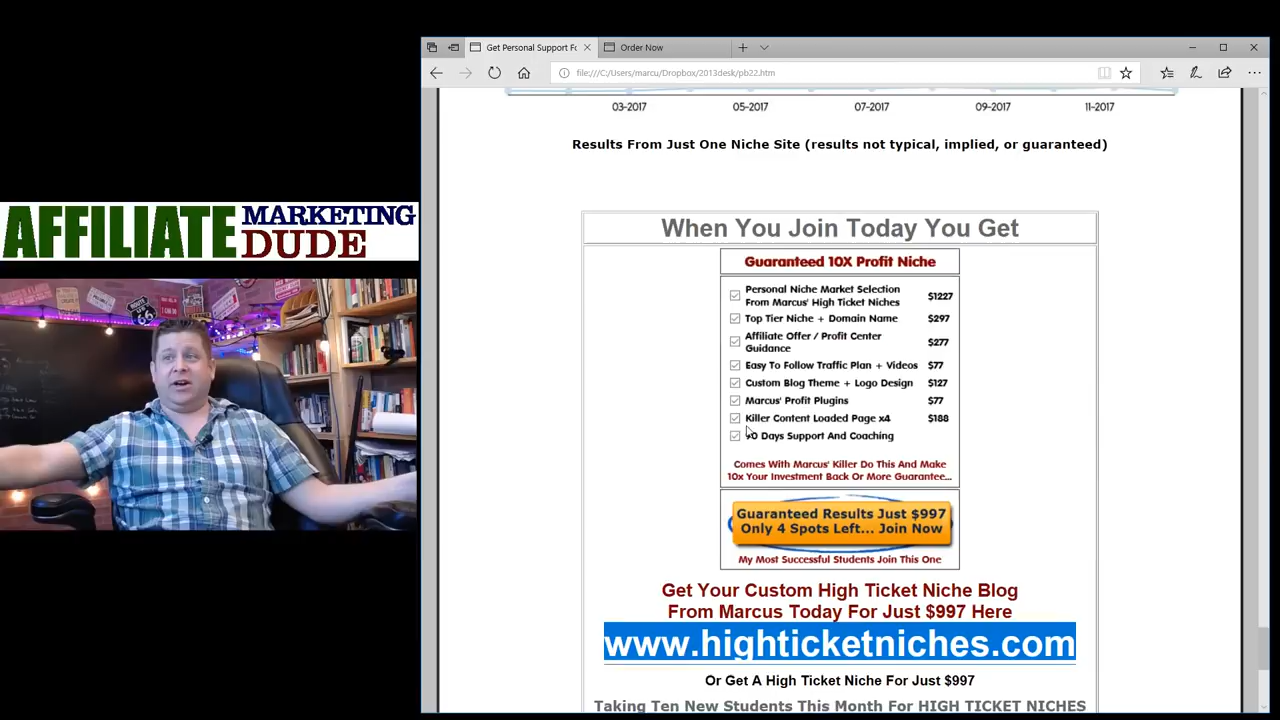 Get Personal Support Fo
Order Now
file:///C:/Users/marcu/Dropbox/2013desk/pb22.htm
03-2017
05-2017
07-2017
09-2017
11-2017
Results From Just One Niche Site (results not typical, implied, or guaranteed)
AFFILIATE MARKETING
DUDE
66
When You Join Today You Get
Guaranteed 10X Profit Niche
Personal Niche Market Selection
From Marcus' High Ticket Niches $1227
Top Tier Niche + Domain Name $297
Affiliate Offer / Profit Center
Guidance $277
Easy To Follow Traffic Plan + Videos $77
Custom Blog Theme + Logo Design $127
Marcus' Profit Plugins $77
Killer Content Loaded Page x4 $188
Days Support And Coaching
Comes With Marcus' Killer Do This And Make
10x Your Investment Back Or More Guarantee...
Guaranteed Results Just $997
Only 4 Spots Left... Join Now
My Most Successful Students Join This One
Get Your Custom High Ticket Niche Blog
From Marcus Today For Just $997 Here
www.highticketniches.com
Or Get A High Ticket Niche For Just $997
Taking Ten New Students This Month For HIGH TICKET NICHES